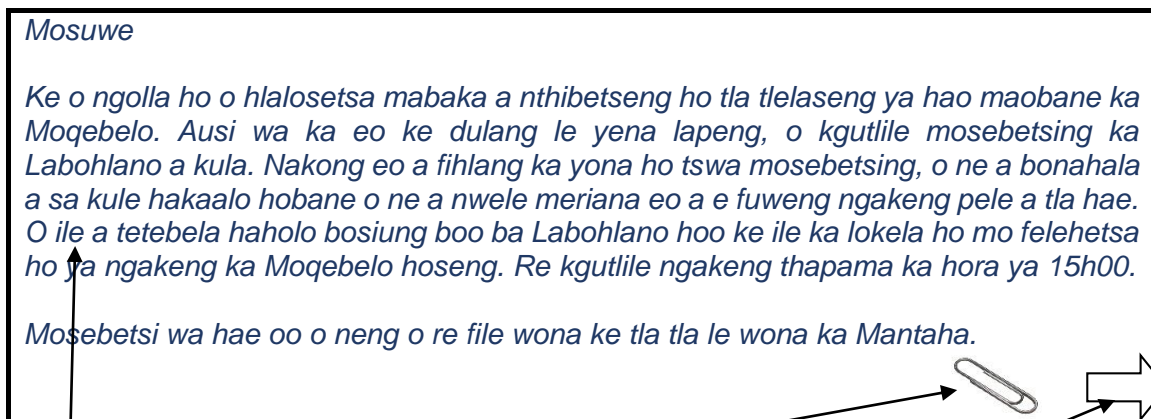 Mosuwe
Ke o ngolla ho o hlalosetsa mabaka a nthibetseng ho tla tlelaseng ya hao maobane ka
Moqebelo. Ausi wa ka eo ke dulang le yena lapeng, o kgutlile mosebetsing ka
Labohlano a kula. Nakong eo a fihlang ka yona ho tswa mosebetsing, o ne a bonahala
a sa kule hakaalo hobane o ne a nwele meriana eo a e fuweng ngakeng pele a tla hae.
O ile a tetebela haholo bosiung boo ba Labohlano hoo ke ile ka lokela ho mo felehetsa
ho ya ngakeng ka Moqebelo hoseng. Re kgutlile ngakeng thapama ka hora ya 15h00.
Mosebetsi wa hae oo o neng o re file wona ke tla tla le wona ka Mantaha.